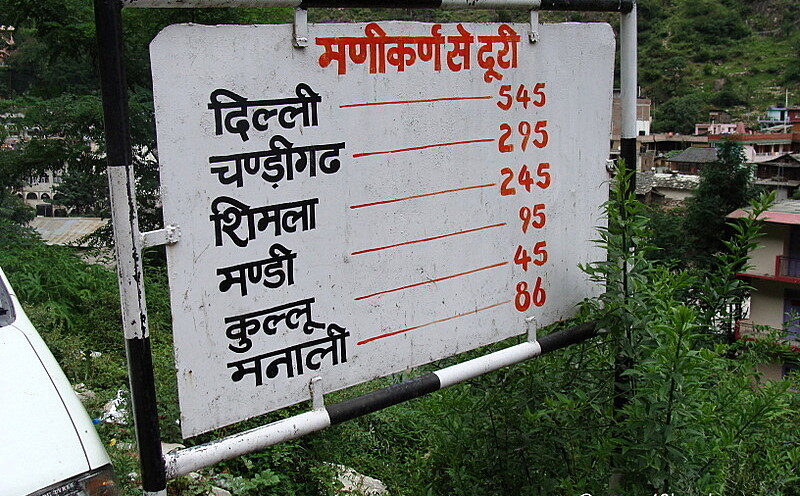 मणीकर्ण से दूरी
दिल्ली 545
चण्ड़ीगढ 295
शिमला 245
मण्डी 95
कुल्लू 45
मनाली 86